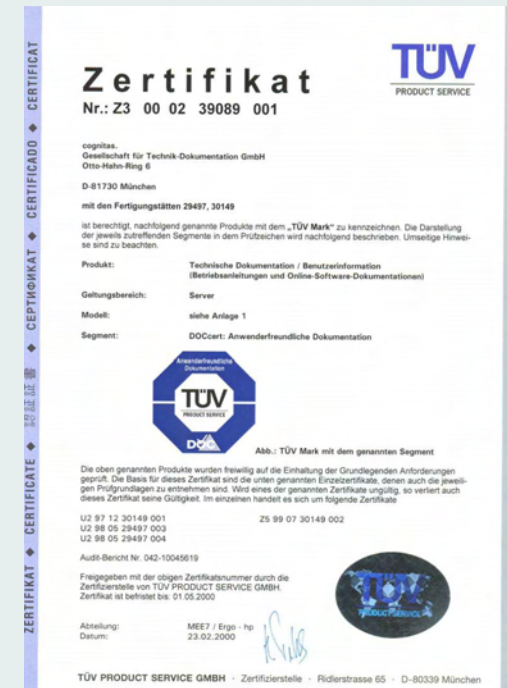 TÜV
PRODUCT SERVICE
Zertifikat
Nr.: Z3 00 02 39089 001
cognitas.
Gesellschaft für Technik-Dokumentation GmbH
Otto-Hahn-Ring 6
D-81730 München
mit den Fertigungstätten 29497, 30149
ist berechtigt, nachfolgend genannte Produkte mit dem „TÜV Mark“ zu kennzeichnen. Die Darstellung
der jeweils zutreffenden Segmente in dem Prüfzeichen wird nachfolgend beschrieben. Umseitige Hinwei-
se sind zu beachten.
Produkt: Technische Dokumentation / Benutzerinformation
(Betriebsanleitungen und Online-Software-Dokumentationen)
Geltungsbereich: Server
Modell: siehe Anlage 1
Segment: DOCcert: Anwenderfreundliche Dokumentation
Anwenderfreundliche
Dokumentation
TÜV
PRODUCT SERVICE
DOC
Abb.: TÜV Mark mit dem genannten Segment
Die oben genannten Produkte wurden freiwillig auf die Einhaltung der Grundlegenden Anforderungen
geprüft. Die Basis für dieses Zertifikat sind die unten genannten Einzelzertifikate, denen auch die jeweili-
gen Prüfgrundlagen zu entnehmen sind. Wird eines der genannten Zertifikate ungültig, so verliert auch
dieses Zertifikat seine Gültigkeit. Im einzelnen handelt es sich um folgende Zertifikate
U2 97 12 30149 001 Z5 99 07 30149 002
U2 98 05 29497 003
U2 98 05 29497 004
Audit-Bericht Nr. 042-10045619
Freigegeben mit der obigen Zertifikatsnummer durch die
Zertifizierstelle von TÜV PRODUCT SERVICE GMBH.
Zertifikat ist befristet bis: 01.05.2000
TÜV
PRODUCT SERVICE
Abteilung: MEE7 / Ergo - hp
Datum: 23.02.2000
TÜV PRODUCT SERVICE GMBH · Zertifizierstelle · Ridlerstrasse 65 · D-80339 München
ZERTIFIKAT ◆ CERTIFICATE ◆ 認証証書 ◆ СЕРТИФИКАТ ◆ CERTIFICADO ◆ CERTIFICAT